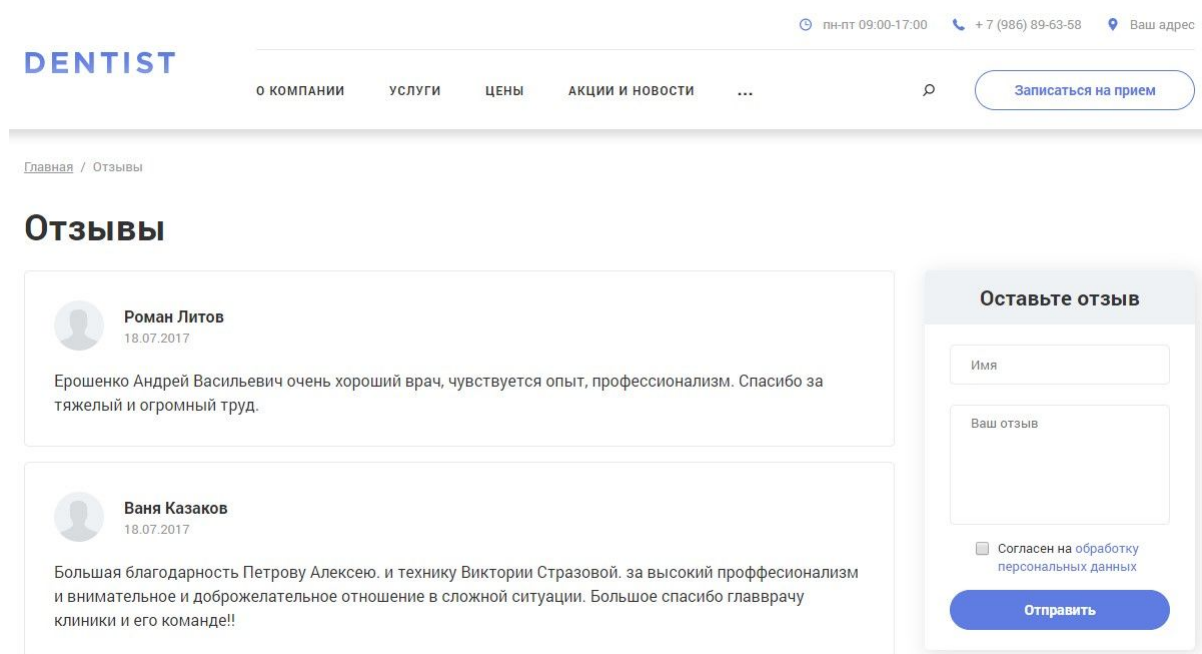 пн-пт 09:00-17:00
+ 7 (986) 89-63-58
Ваш адрес
DENTIST
О КОМПАНИИ
УСЛУГИ
ЦЕНЫ
АКЦИИ И НОВОСТИ
...
Записаться на прием
Главная / Отзывы
Отзывы
Роман Литов
18.07.2017
Ерошенко Андрей Васильевич очень хороший врач, чувствуется опыт, профессионализм. Спасибо за
тяжелый и огромный труд.
Ваня Казаков
18.07.2017
Большая благодарность Петрову Алексею. и технику Виктории Стразовой. за высокий проффесионализм
и внимательное и доброжелательное отношение в сложной ситуации. Большое спасибо главврачу
клиники и его команде!!
Оставьте отзыв
Имя
Ваш отзыв
Согласен на обработку
персональных данных
Отправить